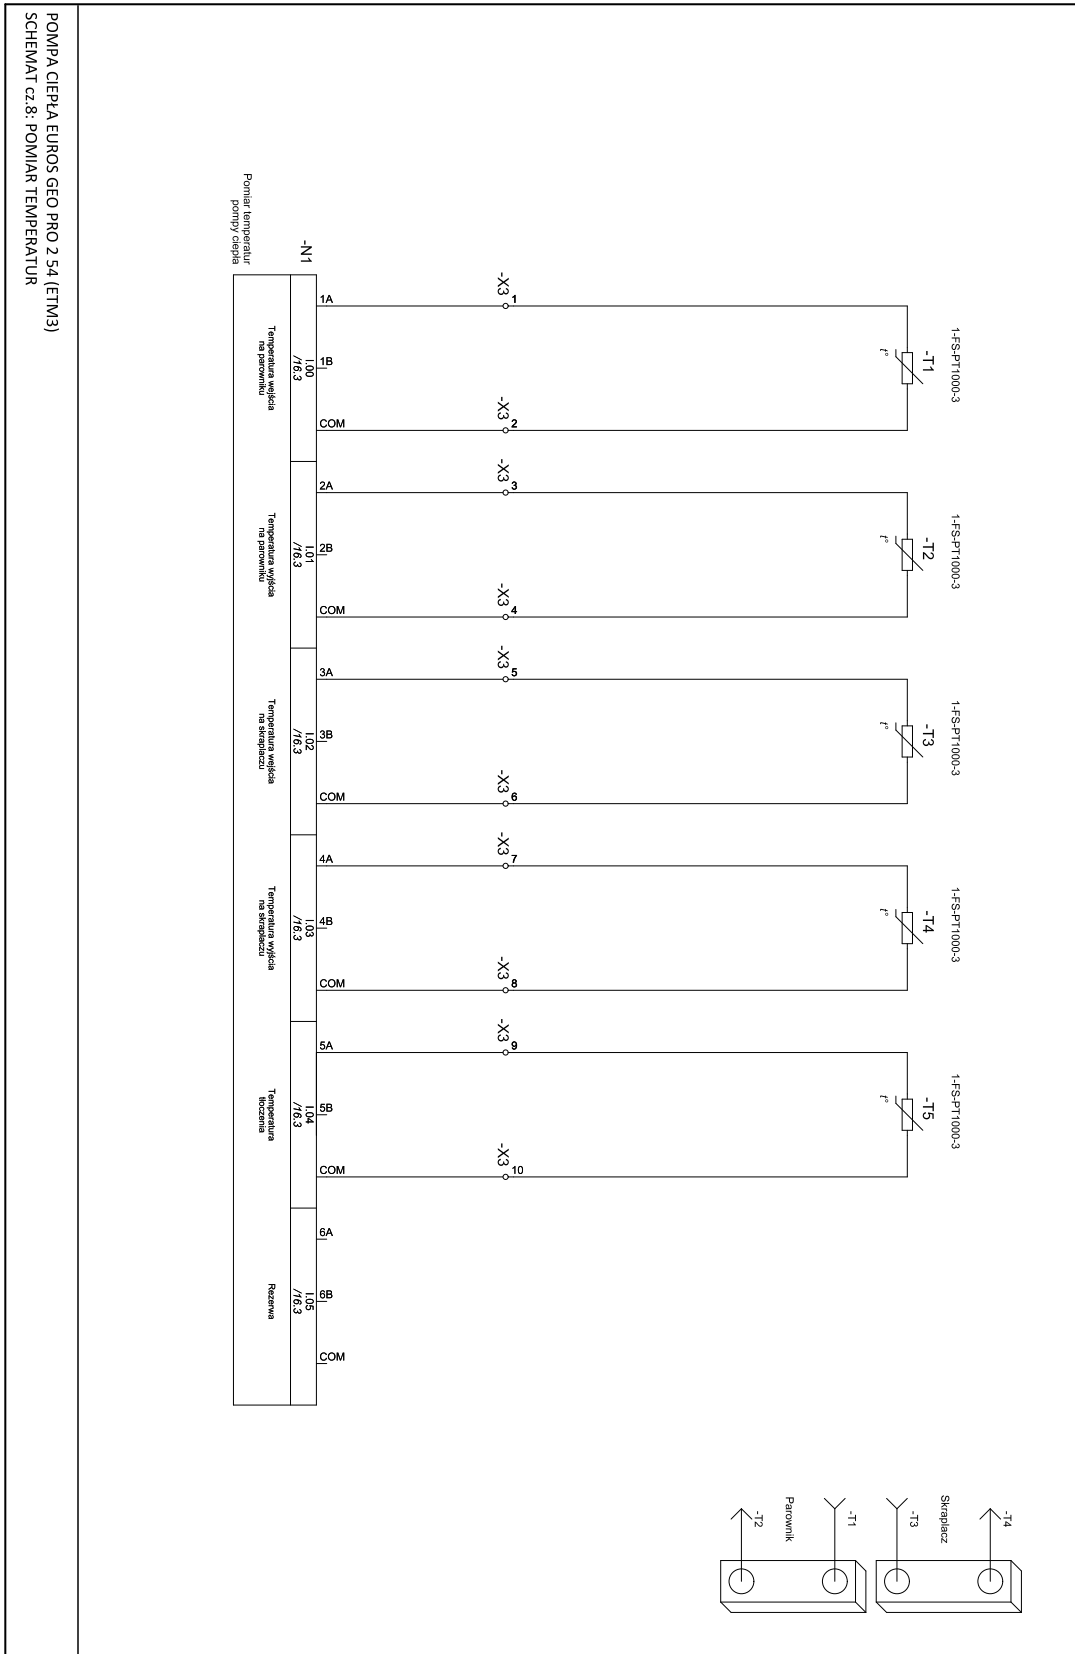 1-FS-PT1000-3
-T1
t°
1-FS-PT1000-3
-T2
t°
1-FS-PT1000-3
-T3
t°
1-FS-PT1000-3
-T4
t°
1-FS-PT1000-3
-T5
t°
-T4
Skraplacz
-T3
-T1
Parownik
-T2
-X3 1
-X3 2
-X3 3
-X3 4
-X3 5
-X3 6
-X3 7
-X3 8
-X3 9
-X3 10
1A
1B
COM
2A
2B
COM
3A
3B
COM
4A
4B
COM
5A
5B
COM
6A
6B
COM
-N1
I.00
/16.3
I.01
/16.3
I.02
/16.3
I.03
/16.3
I.04
/16.3
I.05
/16.3
Pomiar temperatur
pompy ciepła
Temperatura wejścia
na parowniku
Temperatura wyjścia
na parowniku
Temperatura wejścia
na skraplaczu
Temperatura wyjścia
na skraplaczu
Temperatura
tłoczenia
Rezerwa
POMPA CIEPŁA EUROS GEO PRO 2 54 (ETM3)
SCHEMAT cz.8: POMIAR TEMPERATUR